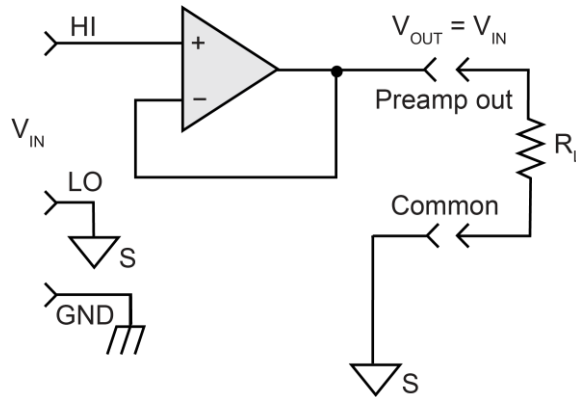 HI
+
−
V_OUT = V_IN
Preamp out
V_IN
R_L
LO
S
Common
GND
S